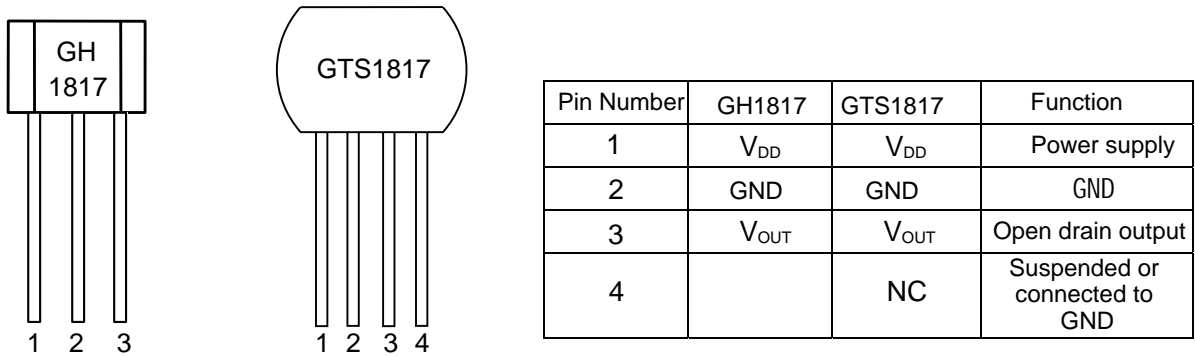 GH
1817
1 2 3
GTS1817
1 2 3 4
Pin Number GH1817 GTS1817 Function
1 VDD VDD Power supply
2 GND GND GND
3 VOUT VOUT Open drain output
4 NC Suspended or
connected to
GND